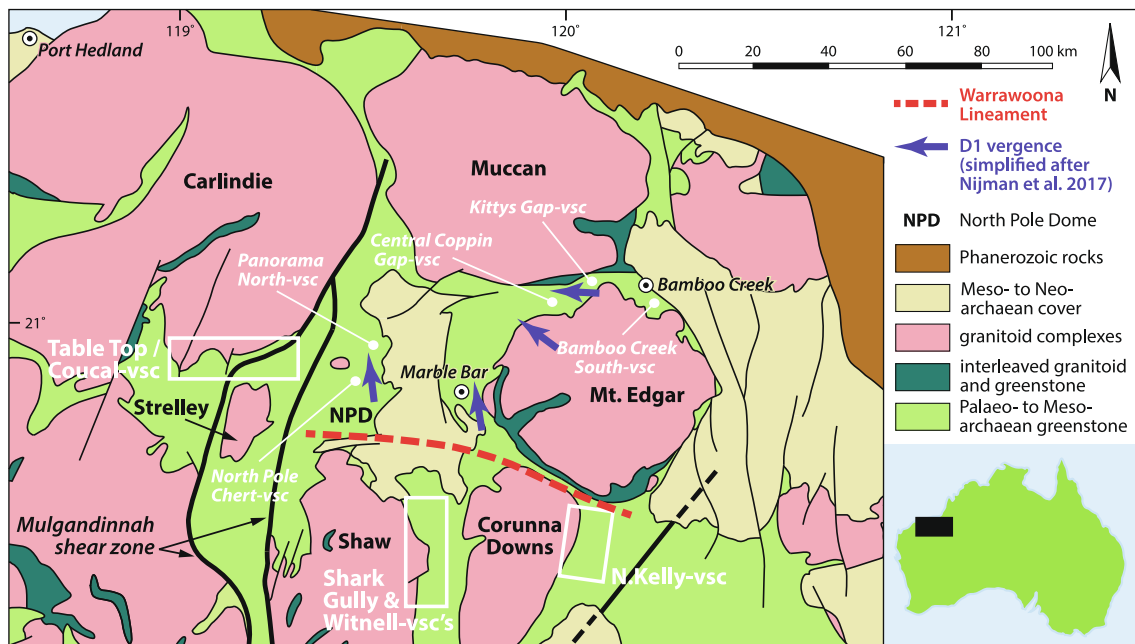 119°
120°
121°
Port Hedland
0
20
40
60
80
100 km
N
Warrawoona
Lineament
D1 vergence
(simplified after
Nijman et al. 2017)
NPD
North Pole Dome
Phanerozoic rocks
Meso- to Neo-
archaean cover
granitoid complexes
interleaved granitoid
and greenstone
Palaeo- to Meso-
archaean greenstone
Carlindie
Muccan
Kittys Gap-vsc
Central Coppin
Gap-vsc
Panorama
North-vsc
Bamboo Creek
21°
Table Top /
Coucal-vsc
Bamboo Creek
South-vsc
Marble Bar
Mt. Edgar
Strelley
NPD
North Pole
Chert-vsc
Mulgandinnah
shear zone
Shaw
Corunna
Downs
Shark
Gully &
Witnell-vsc's
N.Kelly-vsc